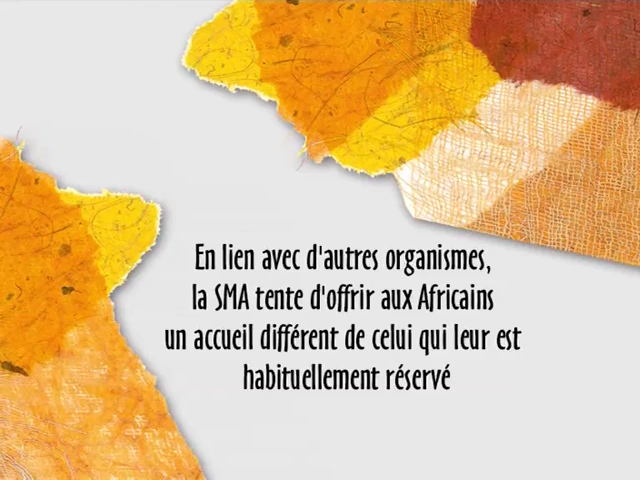 En lien avec d'autres organismes,
la SMA tente d'offrir aux Africains
un accueil différent de celui qui leur est
habituellement réservé